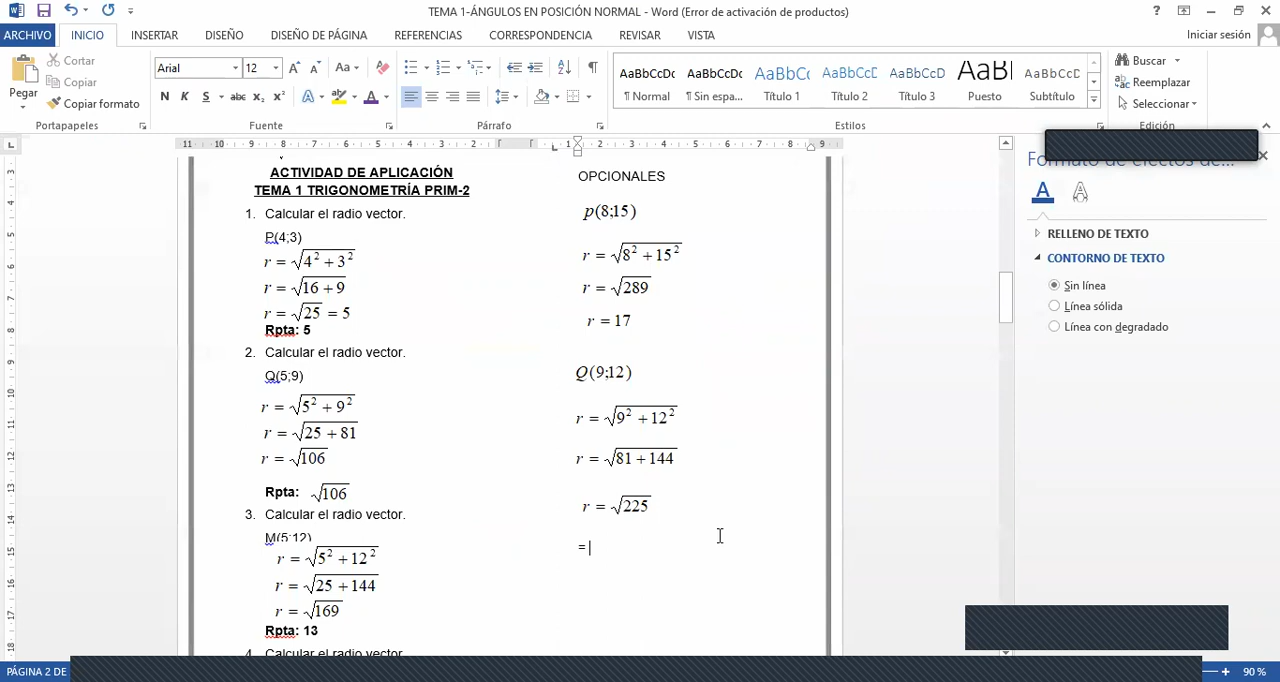 TEMA 1-ÁNGULOS EN POSICIÓN NORMAL - Word (Error de activación de productos)
ARCHIVO INICIO INSERTAR DISEÑO DISEÑO DE PÁGINA REFERENCIAS CORRESPONDENCIA REVISAR VISTA Iniciar sesión
Pegar
Cortar
Copiar
Copiar formato
Portapapeles
Arial 12
N K S abc x₂ x²
Fuente
Párrafo
AaBbCcDc AaBbCcDc AaBbCcD AaBbCcD AaBbCcDc AaBl AaBbCcDc
¶ Normal ¶ Sin espa... Título 1 Título 2 Título 3 Puesto Subtítulo
Estilos
Buscar
Reemplazar
Seleccionar
Edición
ACTIVIDAD DE APLICACIÓN
TEMA 1 TRIGONOMETRÍA PRIM-2
1. Calcular el radio vector.
P(4;3)
r = √(4² + 3²)
r = √(16 + 9)
r = √25 = 5
Rpta: 5
2. Calcular el radio vector.
Q(5;9)
r = √(5² + 9²)
r = √(25 + 81)
r = √106
Rpta: √106
3. Calcular el radio vector.
M(5;12)
r = √(5² + 12²)
r = √(25 + 144)
r = √169
Rpta: 13
4. Calcular el radio vector.
OPCIONALES
p(8;15)
r = √(8² + 15²)
r = √289
r = 17
Q(9;12)
r = √(9² + 12²)
r = √(81 + 144)
r = √225
=
RELLENO DE TEXTO
CONTORNO DE TEXTO
Sin línea
Línea sólida
Línea con degradado
PÁGINA 2 DE
90 %